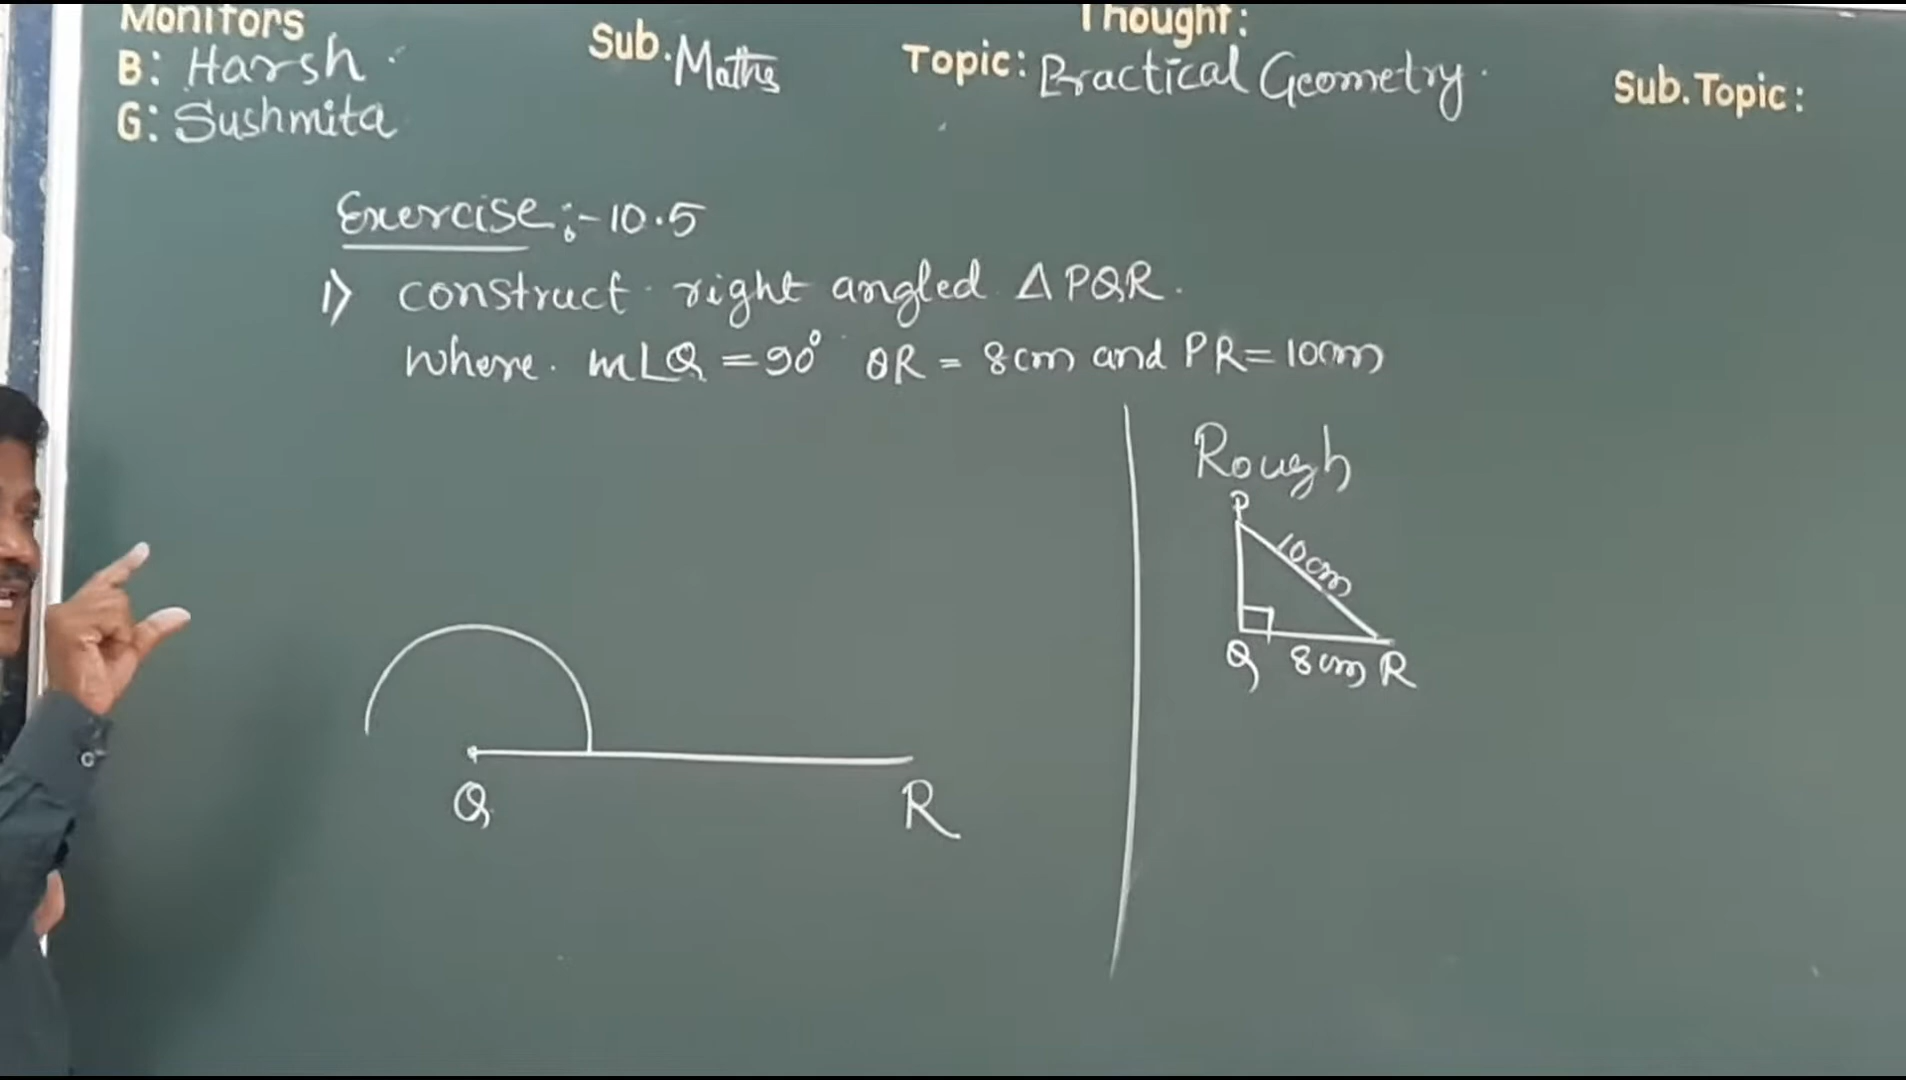 Monitors
B: Harsh
G: Sushmita
Sub. Maths
Thought:
Topic: Practical Geometry.
Sub. Topic:
Exercise:-10.5
1) construct right angled △PQR.
where. m∠Q = 90° QR = 8cm and PR = 10cm
Rough
P
10cm
Q 8cm R
Q R